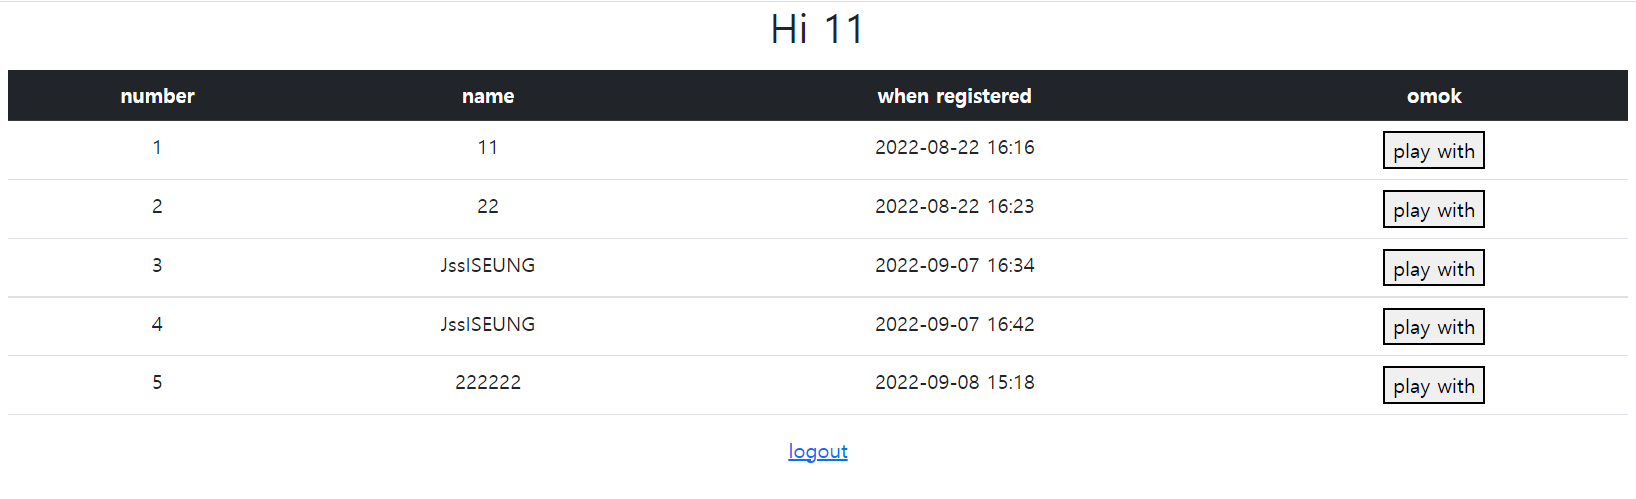 Hi 11
number name when registered omok
1 11 2022-08-22 16:16 play with
2 22 2022-08-22 16:23 play with
3 JssISEUNG 2022-09-07 16:34 play with
4 JssISEUNG 2022-09-07 16:42 play with
5 222222 2022-09-08 15:18 play with
logout